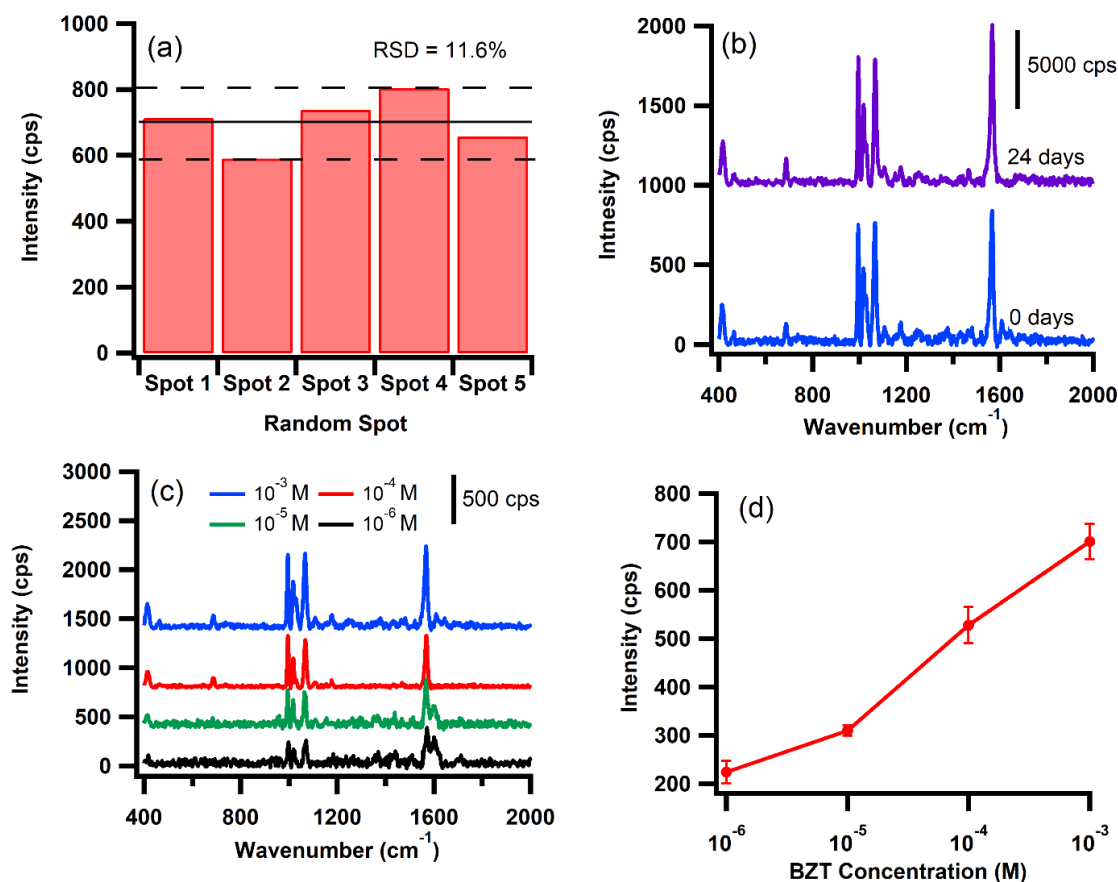 (a)
RSD = 11.6%
1000
800
600
400
200
0
Intensity (cps)
Spot 1 Spot 2 Spot 3 Spot 4 Spot 5
Random Spot
(b)
5000 cps
24 days
0 days
2000
1500
1000
500
0
Intnesity (cps)
400 800 1200 1600 2000
Wavenumber (cm⁻¹)
(c)
10⁻³ M 10⁻⁴ M
10⁻⁵ M 10⁻⁶ M
500 cps
3000
2500
2000
1500
1000
500
0
Intensity (cps)
400 800 1200 1600 2000
Wavenumber (cm⁻¹)
(d)
800
700
600
500
400
300
200
Intensity (cps)
10⁻⁶ 10⁻⁵ 10⁻⁴ 10⁻³
BZT Concentration (M)